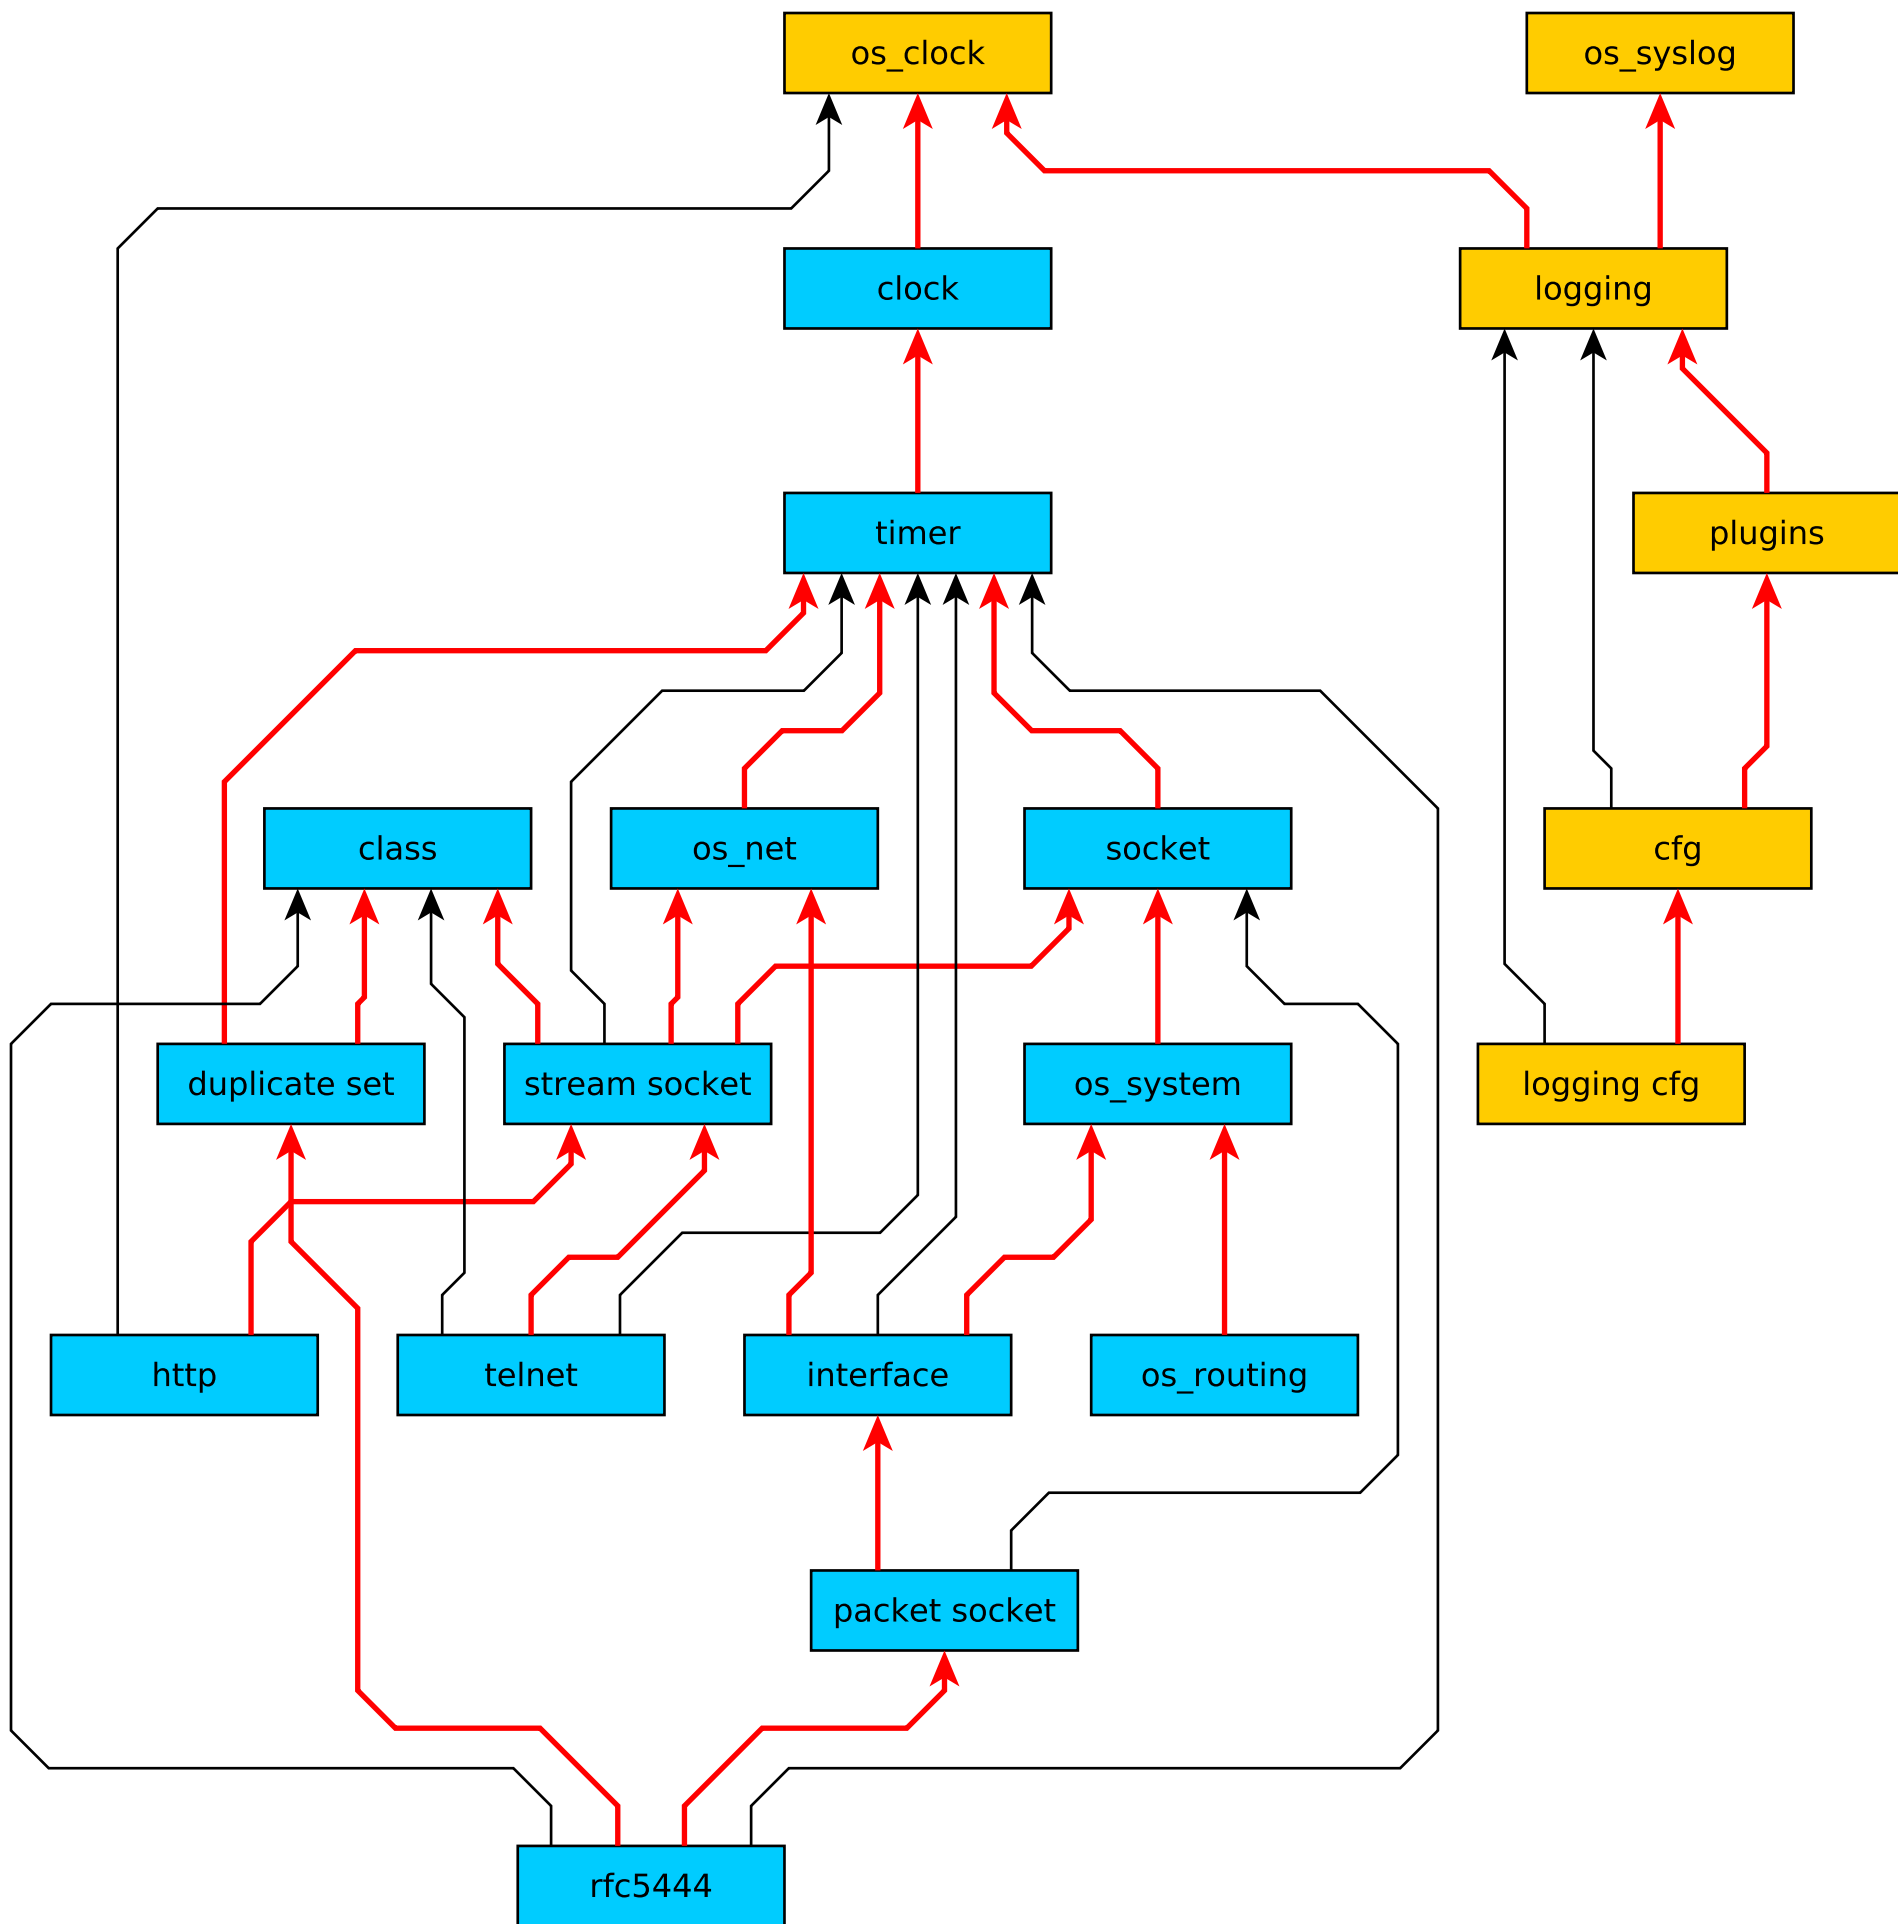 os_clock
os_syslog
clock
logging
timer
plugins
class
os_net
socket
cfg
duplicate set
stream socket
os_system
logging cfg
http
telnet
interface
os_routing
packet socket
rfc5444